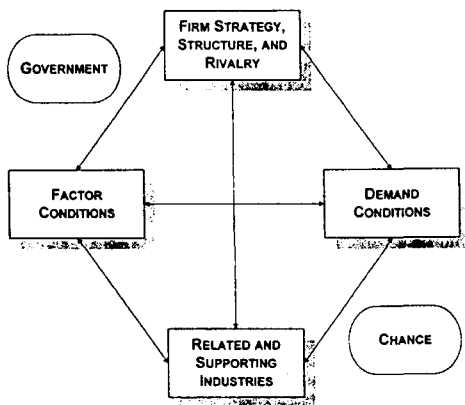 FIRM STRATEGY,
STRUCTURE, AND
RIVALRY
GOVERNMENT
FACTOR
CONDITIONS
DEMAND
CONDITIONS
RELATED AND
SUPPORTING
INDUSTRIES
CHANCE